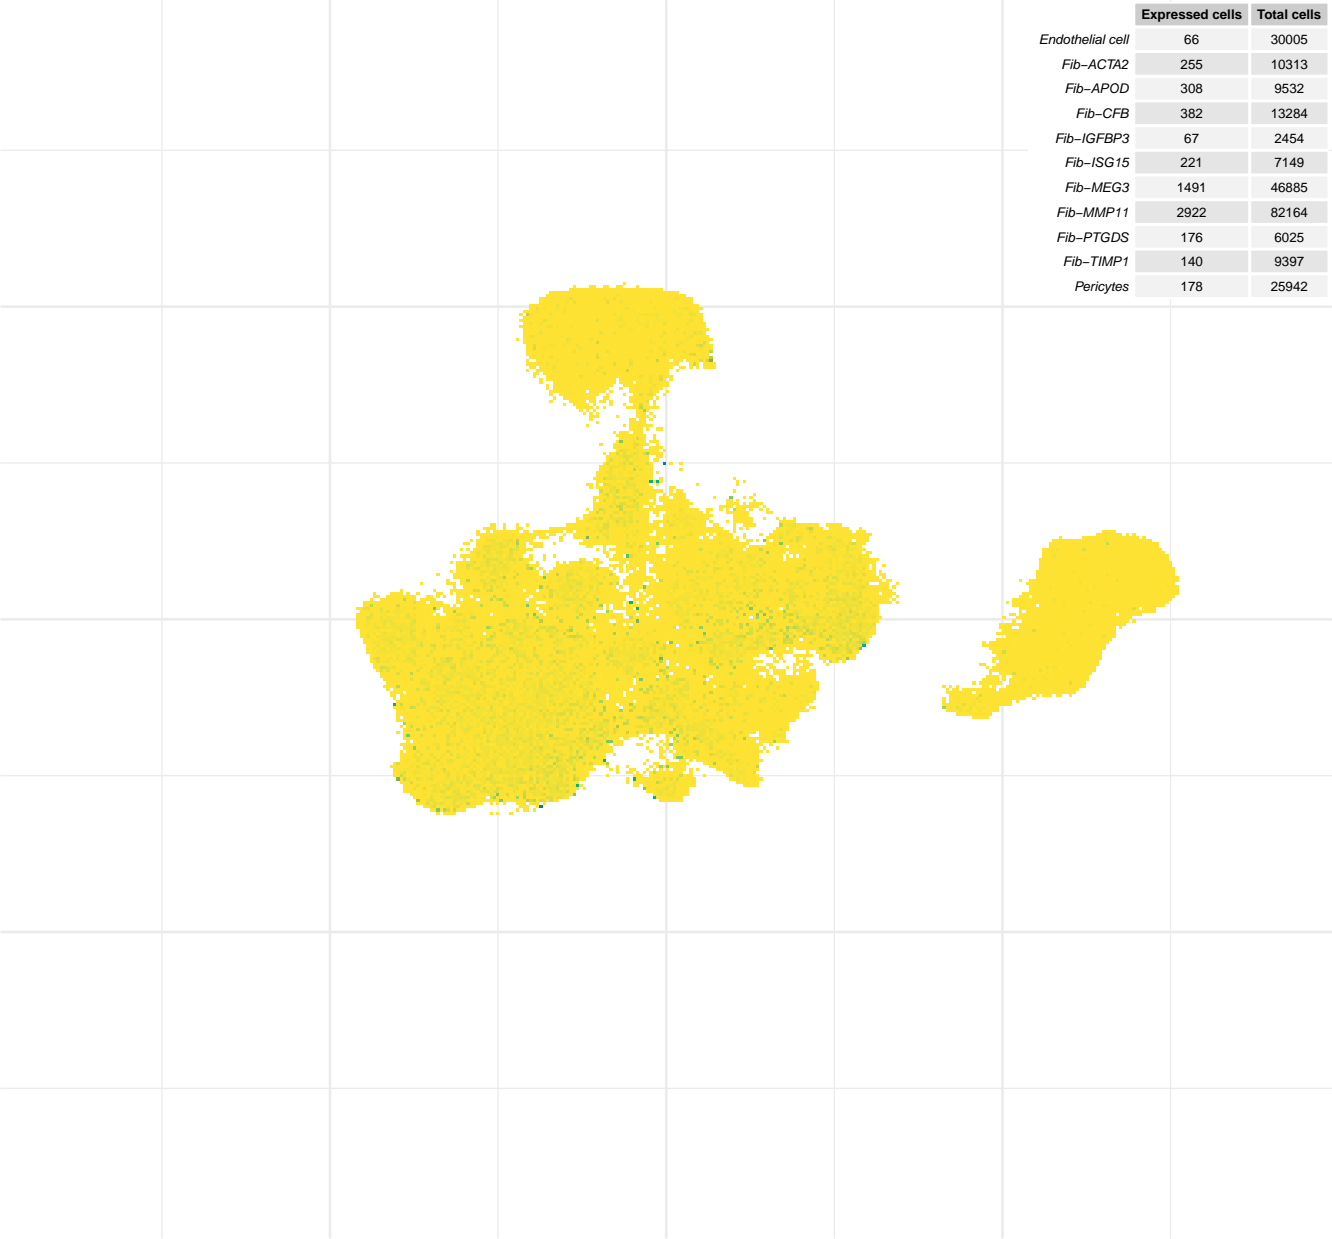 Expressed cells Total cells
Endothelial cell 66 30005
Fib−ACTA2 255 10313
Fib−APOD 308 9532
Fib−CFB 382 13284
Fib−IGFBP3 67 2454
Fib−ISG15 221 7149
Fib−MEG3 1491 46885
Fib−MMP11 2922 82164
Fib−PTGDS 176 6025
Fib−TIMP1 140 9397
Pericytes 178 25942